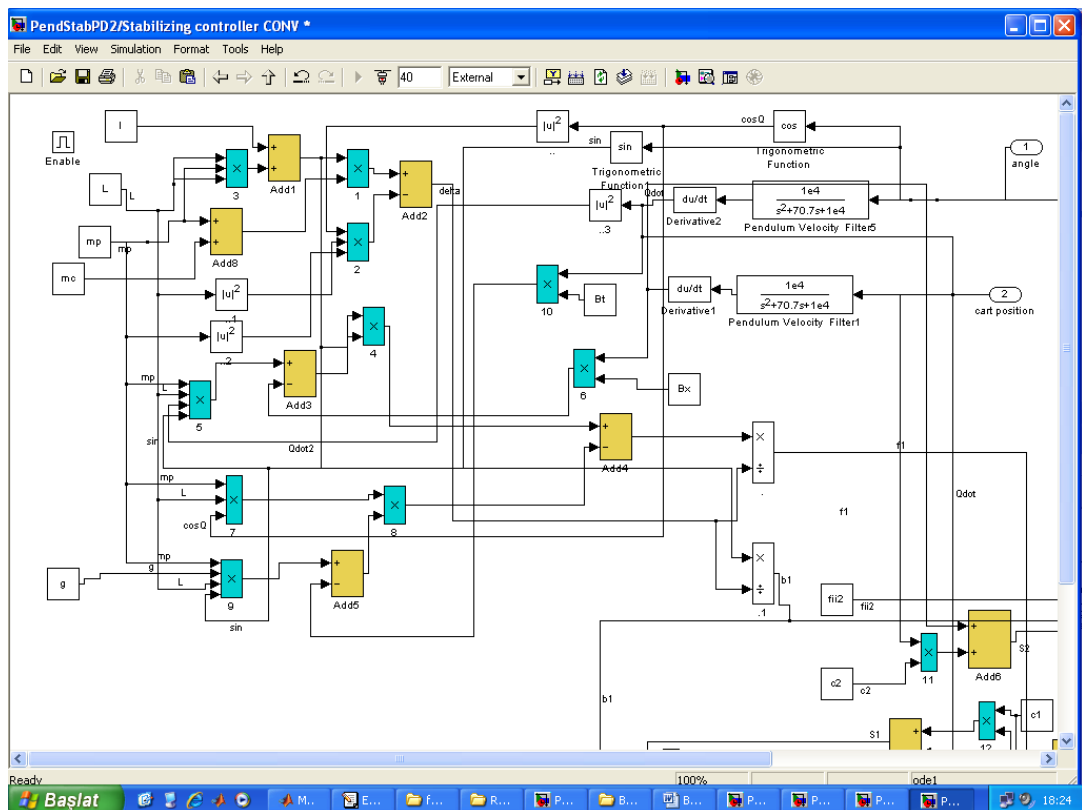 PendStabPD2/Stabilizing controller CONV *
File Edit View Simulation Format Tools Help
40 External
Enable
I
L
L
mp
mp
mc
3
Add1
Add8
|u|²
..1
|u|²
..2
1
2
Add2
delta
|u|²
..
sin
Trigonometric
Function1
cosQ
cos
Trigonometric
Function
1
angle
|u|²
..3
Qdot
du/dt
Derivative2
1e4
s²+70.7s+1e4
Pendulum Velocity Filter5
10
Bt
du/dt
Derivative1
1e4
s²+70.7s+1e4
Pendulum Velocity Filter1
2
cart position
4
mp
L
sin
5
Add3
Qdot2
6
Bx
Add4
×
÷
.
f1
f1
Qdot
mp
L
cosQ
7
8
mp
g
g
L
sin
9
Add5
×
÷
.1
b1
b1
fii2
fii2
c2
c2
11
Add6
S2
S1
12
c1
Ready
100%
ode1
Başlat
M...
E...
f...
R...
P...
B...
B...
P...
P...
P...
P...
18:24